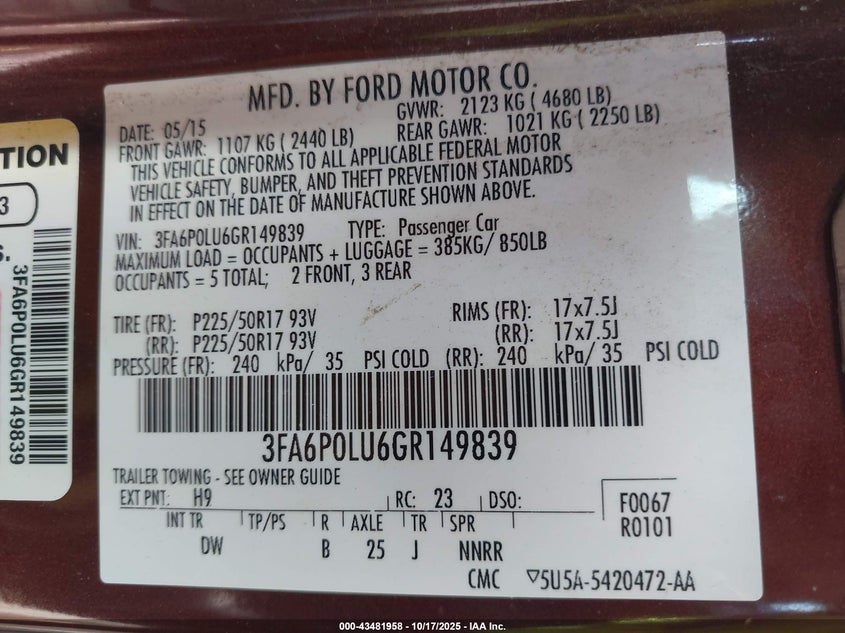 MFD. BY FORD MOTOR CO.
DATE: 05/15
GVWR: 2123 KG ( 4680 LB)
FRONT GAWR: 1107 KG ( 2440 LB)
REAR GAWR: 1021 KG ( 2250 LB)
THIS VEHICLE CONFORMS TO ALL APPLICABLE FEDERAL MOTOR
VEHICLE SAFETY, BUMPER, AND THEFT PREVENTION STANDARDS
IN EFFECT ON THE DATE OF MANUFACTURE SHOWN ABOVE.
VIN: 3FA6P0LU6GR149839 TYPE: Passenger Car
MAXIMUM LOAD = OCCUPANTS + LUGGAGE = 385KG/ 850LB
OCCUPANTS = 5 TOTAL; 2 FRONT, 3 REAR
TIRE (FR): P225/50R17 93V RIMS (FR): 17x7.5J
(RR): P225/50R17 93V (RR): 17x7.5J
PRESSURE (FR): 240 kPa/ 35 PSI COLD (RR): 240 kPa/ 35 PSI COLD
3FA6P0LU6GR149839
TRAILER TOWING - SEE OWNER GUIDE
EXT PNT: H9 RC: 23 DSO:
F0067
R0101
INT TR TP/PS R AXLE TR SPR
DW B 25 J NNRR
CMC ▽5U5A-5420472-AA
TION
3
S.
3FA6P0LU6GR149839
000-43481958 - 10/17/2025 - IAA Inc.